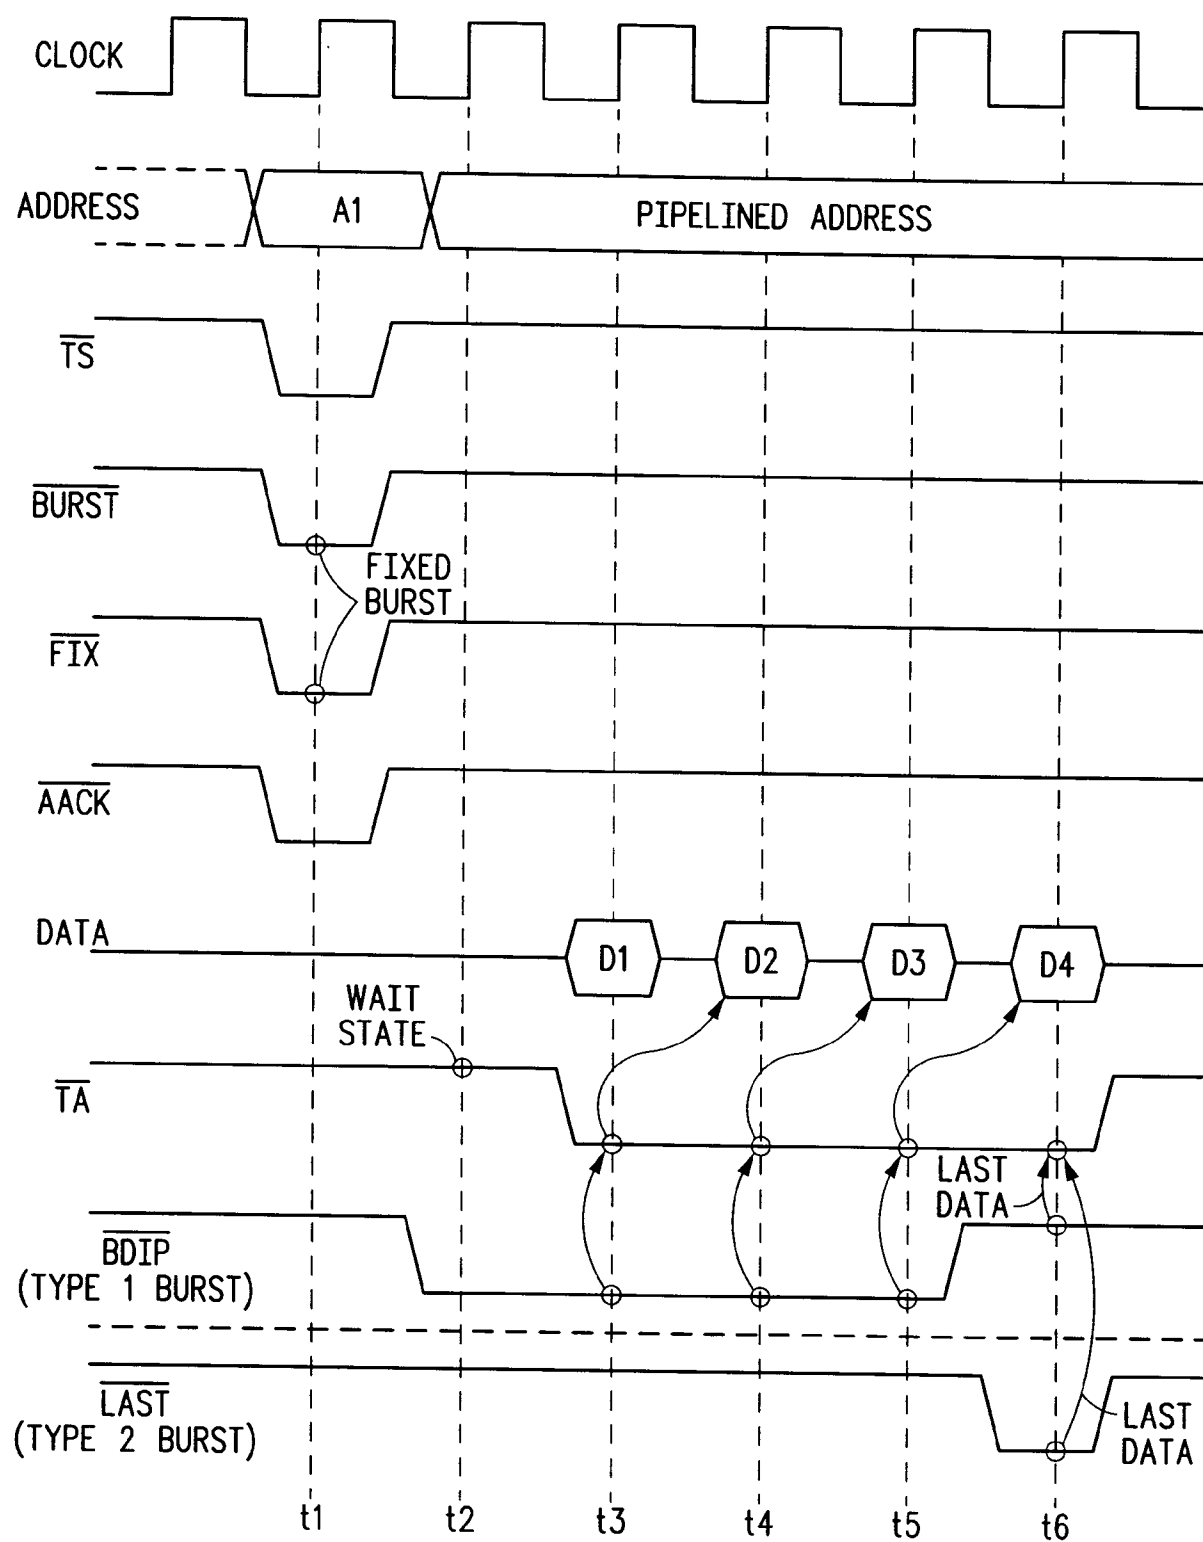 CLOCK
ADDRESS
A1
PIPELINED ADDRESS
TS
BURST
FIXED
BURST
FIX
AACK
DATA
D1
D2
D3
D4
WAIT
STATE
TA
LAST
DATA
BDIP
(TYPE 1 BURST)
LAST
(TYPE 2 BURST)
LAST
DATA
t1
t2
t3
t4
t5
t6